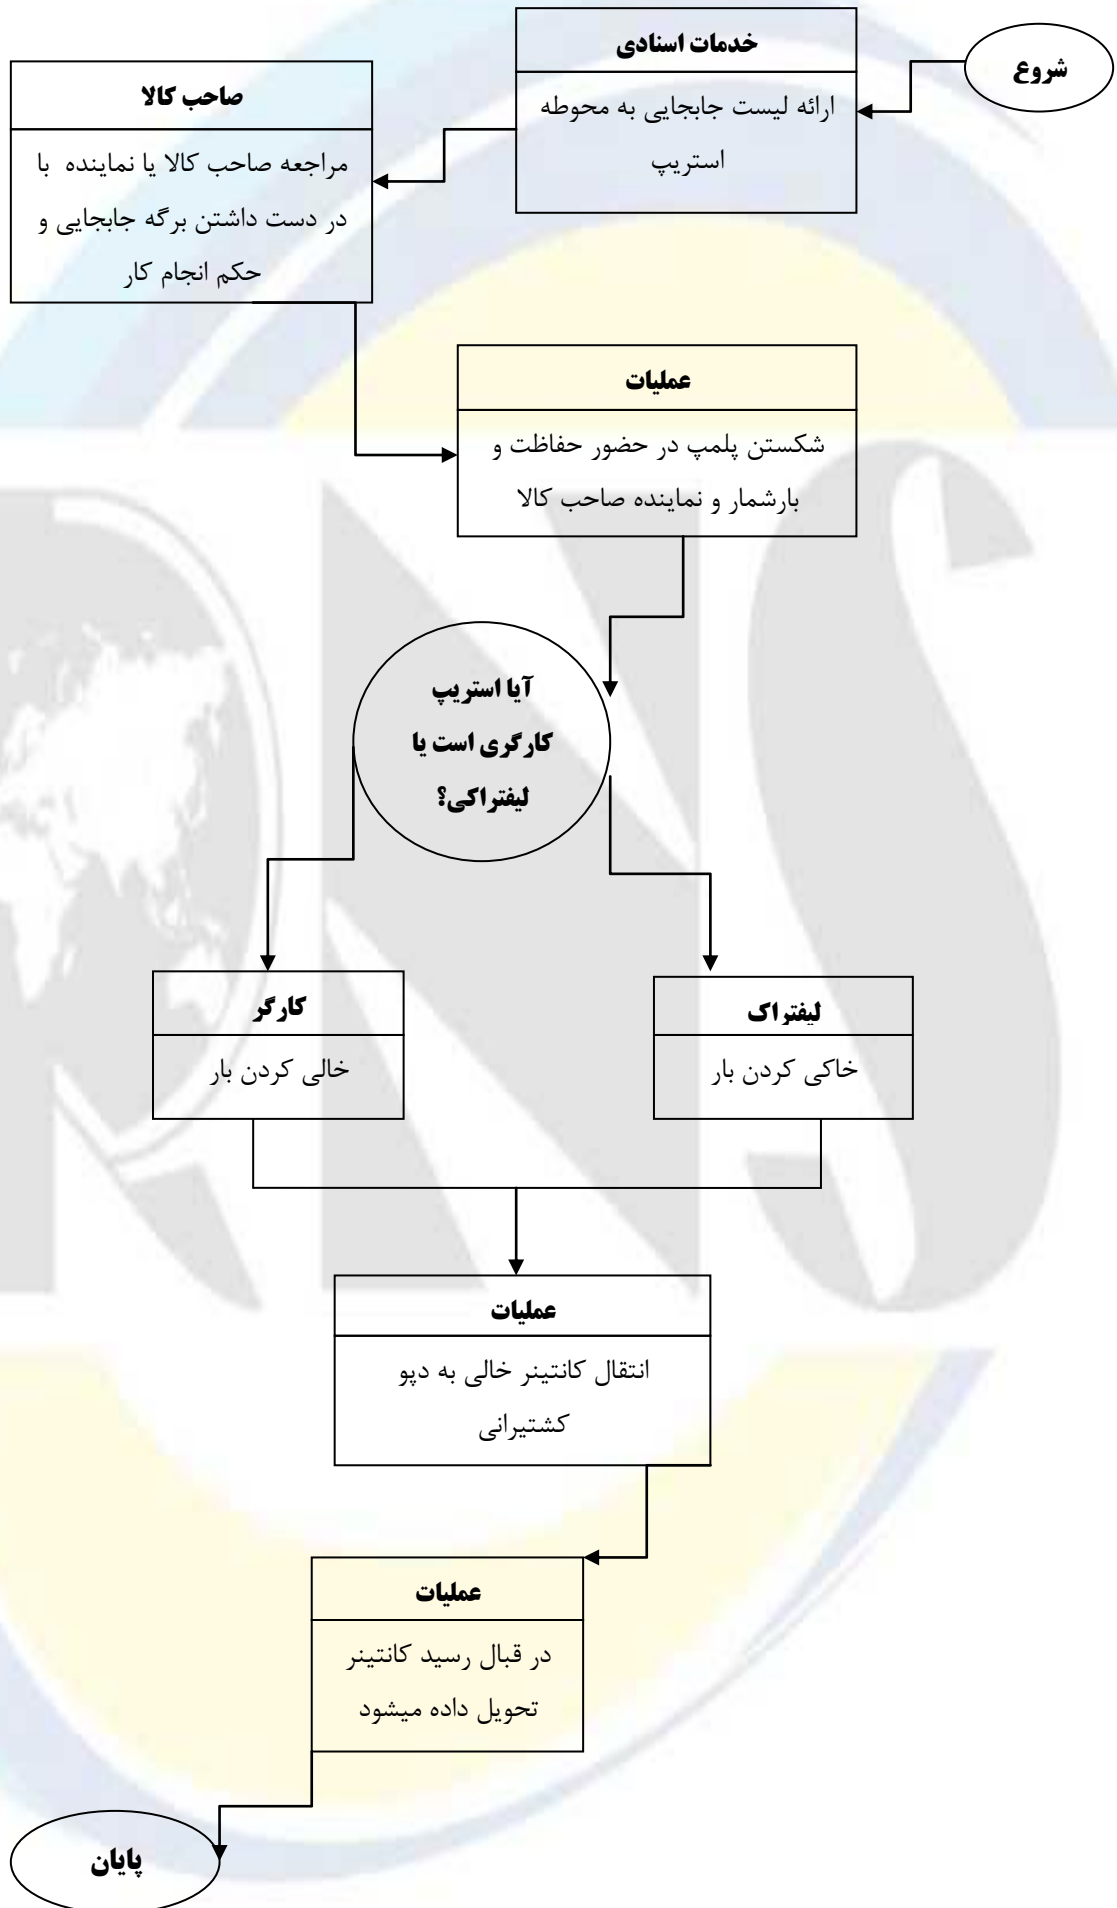 شروع
خدمات اسنادی
ارائه لیست جابجایی به محوطه
استریپ
صاحب کالا
مراجعه صاحب کالا یا نماینده با
در دست داشتن برگه جابجایی و
حکم انجام کار
عملیات
شکستن پلمپ در حضور حفاظت و
بارشمار و نماینده صاحب کالا
آیا استریپ
کارگری است یا
لیفتراکی؟
لیفتراک
خاکی کردن بار
کارگر
خالی کردن بار
عملیات
انتقال کانتینر خالی به دپو
کشتیرانی
عملیات
در قبال رسید کانتینر
تحویل داده میشود
پایان
RNS